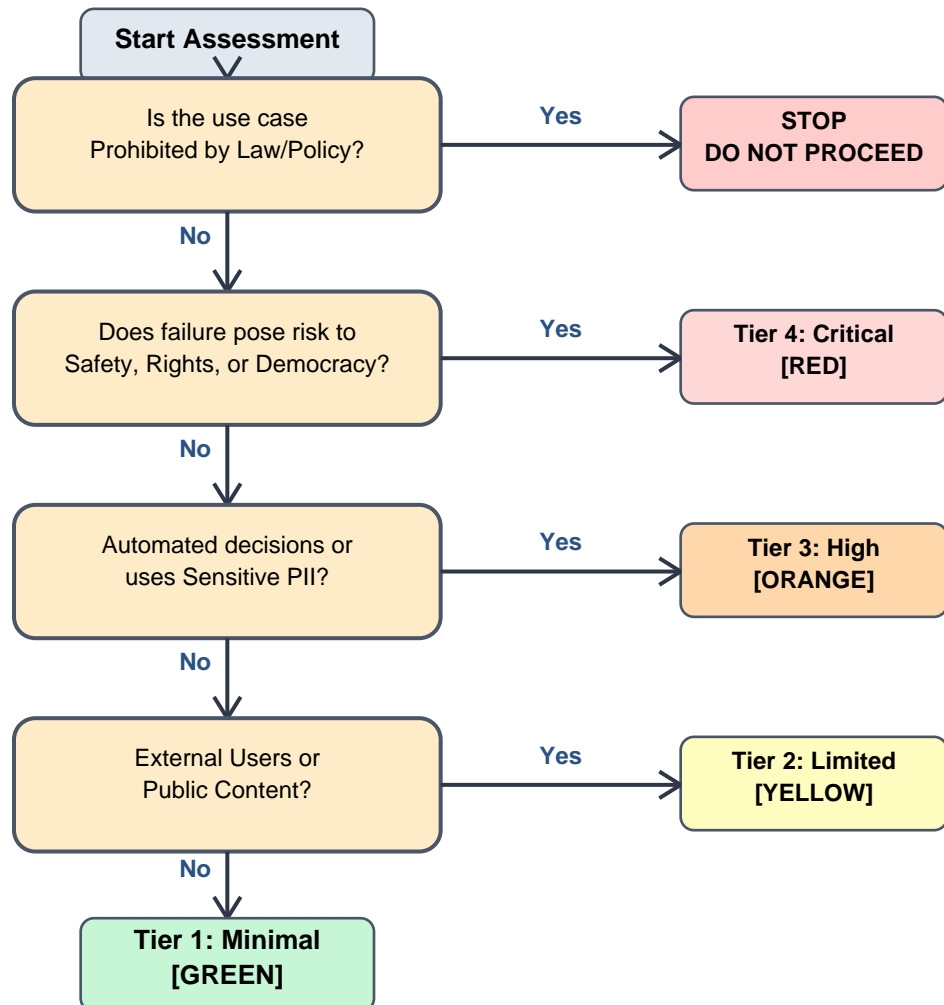 Start Assessment
Is the use case
Prohibited by Law/Policy?
Yes
STOP
DO NOT PROCEED
No
Does failure pose risk to
Safety, Rights, or Democracy?
Yes
Tier 4: Critical
[RED]
No
Automated decisions or
uses Sensitive PII?
Yes
Tier 3: High
[ORANGE]
No
External Users or
Public Content?
Yes
Tier 2: Limited
[YELLOW]
No
Tier 1: Minimal
[GREEN]